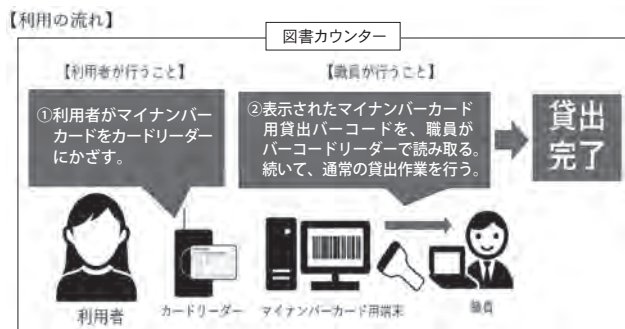 【利用の流れ】
図書カウンター
【利用者が行うこと】
①利用者がマイナンバー
カードをカードリーダー
にかざす。
【職員が行うこと】
②表示されたマイナンバーカード
用貸出バーコードを、職員が
バーコードリーダーで読み取る。
続いて、通常の貸出作業を行う。
貸出
完了
利用者
カードリーダー
マイナンバーカード用端末
職員